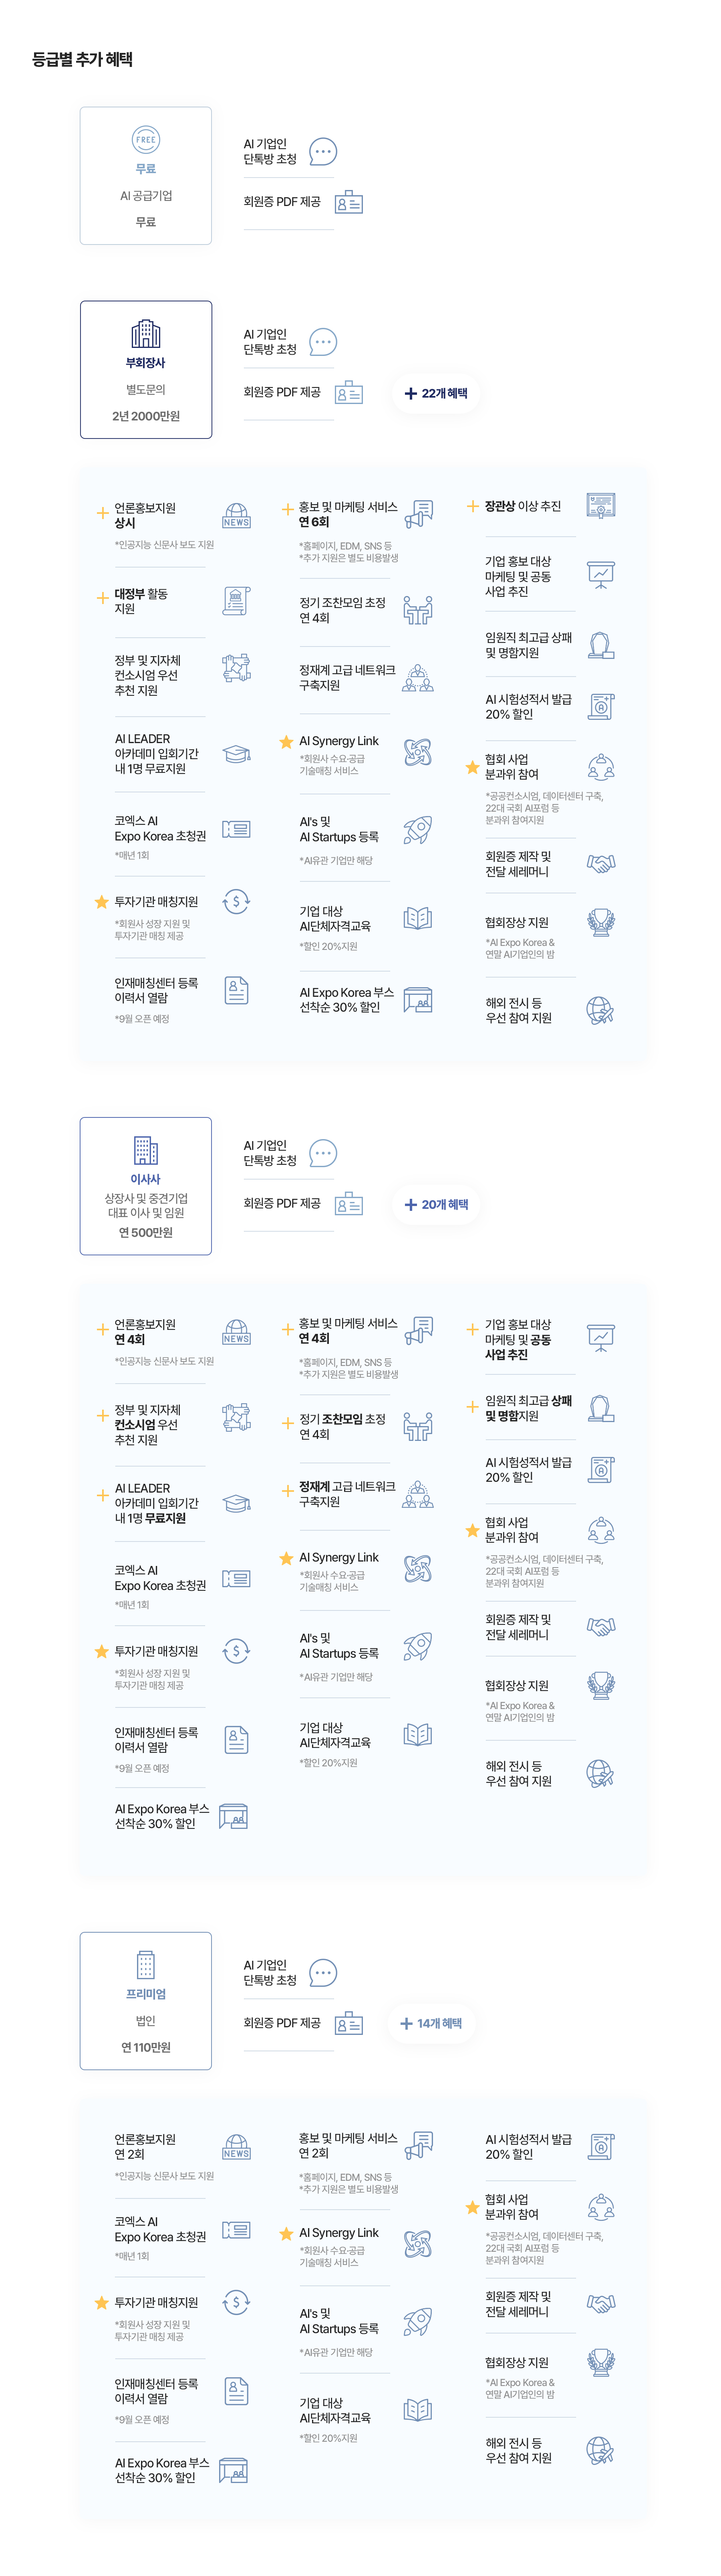 등급별 추가 혜택
FREE
무료
AI 공급기업
무료
AI 기업인
단톡방 초청
회원증 PDF 제공
부회장사
별도문의
2년 2000만원
AI 기업인
단톡방 초청
회원증 PDF 제공
+ 22개 혜택
언론홍보지원
상시
*인공지능 신문사 보도 지원
NEWS
대정부 활동
지원
정부 및 지자체
컨소시엄 우선
추천 지원
AI LEADER
아카데미 입회기간
내 1명 무료지원
코엑스 AI
Expo Korea 초청권
*매년 1회
투자기관 매칭지원
*회원사 성장 지원 및
투자기관 매칭 제공
인재매칭센터 등록
이력서 열람
*9월 오픈 예정
홍보 및 마케팅 서비스
연 6회
*홈페이지, EDM, SNS 등
*추가 지원은 별도 비용발생
정기 조찬모임 초정
연 4회
정재계 고급 네트워크
구축지원
AI Synergy Link
*회원사 수요·공급
기술매칭 서비스
AI's 및
AI Startups 등록
*AI유관 기업만 해당
기업 대상
AI단체자격교육
*할인 20%지원
AI Expo Korea 부스
선착순 30% 할인
장관상 이상 추진
기업 홍보 대상
마케팅 및 공동
사업 추진
임원직 최고급 상패
및 명함지원
AI 시험성적서 발급
20% 할인
협회 사업
분과위 참여
*공공컨소시엄, 데이터센터 구축,
22대 국회 AI포럼 등
분과위 참여지원
회원증 제작 및
전달 세레머니
협회장상 지원
*AI Expo Korea &
연말 AI기업인의 밤
해외 전시 등
우선 참여 지원
이사사
상장사 및 중견기업
대표 이사 및 임원
연 500만원
AI 기업인
단톡방 초청
회원증 PDF 제공
+ 20개 혜택
언론홍보지원
연 4회
*인공지능 신문사 보도 지원
NEWS
정부 및 지자체
컨소시엄 우선
추천 지원
AI LEADER
아카데미 입회기간
내 1명 무료지원
코엑스 AI
Expo Korea 초청권
*매년 1회
투자기관 매칭지원
*회원사 성장 지원 및
투자기관 매칭 제공
인재매칭센터 등록
이력서 열람
*9월 오픈 예정
AI Expo Korea 부스
선착순 30% 할인
홍보 및 마케팅 서비스
연 4회
*홈페이지, EDM, SNS 등
*추가 지원은 별도 비용발생
정기 조찬모임 초정
연 4회
정재계 고급 네트워크
구축지원
AI Synergy Link
*회원사 수요·공급
기술매칭 서비스
AI's 및
AI Startups 등록
*AI유관 기업만 해당
기업 대상
AI단체자격교육
*할인 20%지원
기업 홍보 대상
마케팅 및 공동
사업 추진
임원직 최고급 상패
및 명함지원
AI 시험성적서 발급
20% 할인
협회 사업
분과위 참여
*공공컨소시엄, 데이터센터 구축,
22대 국회 AI포럼 등
분과위 참여지원
회원증 제작 및
전달 세레머니
협회장상 지원
*AI Expo Korea &
연말 AI기업인의 밤
해외 전시 등
우선 참여 지원
프리미엄
법인
연 110만원
AI 기업인
단톡방 초청
회원증 PDF 제공
+ 14개 혜택
언론홍보지원
연 2회
*인공지능 신문사 보도 지원
NEWS
코엑스 AI
Expo Korea 초청권
*매년 1회
투자기관 매칭지원
*회원사 성장 지원 및
투자기관 매칭 제공
인재매칭센터 등록
이력서 열람
*9월 오픈 예정
AI Expo Korea 부스
선착순 30% 할인
홍보 및 마케팅 서비스
연 2회
*홈페이지, EDM, SNS 등
*추가 지원은 별도 비용발생
AI Synergy Link
*회원사 수요·공급
기술매칭 서비스
AI's 및
AI Startups 등록
*AI유관 기업만 해당
기업 대상
AI단체자격교육
*할인 20%지원
AI 시험성적서 발급
20% 할인
협회 사업
분과위 참여
*공공컨소시엄, 데이터센터 구축,
22대 국회 AI포럼 등
분과위 참여지원
회원증 제작 및
전달 세레머니
협회장상 지원
*AI Expo Korea &
연말 AI기업인의 밤
해외 전시 등
우선 참여 지원